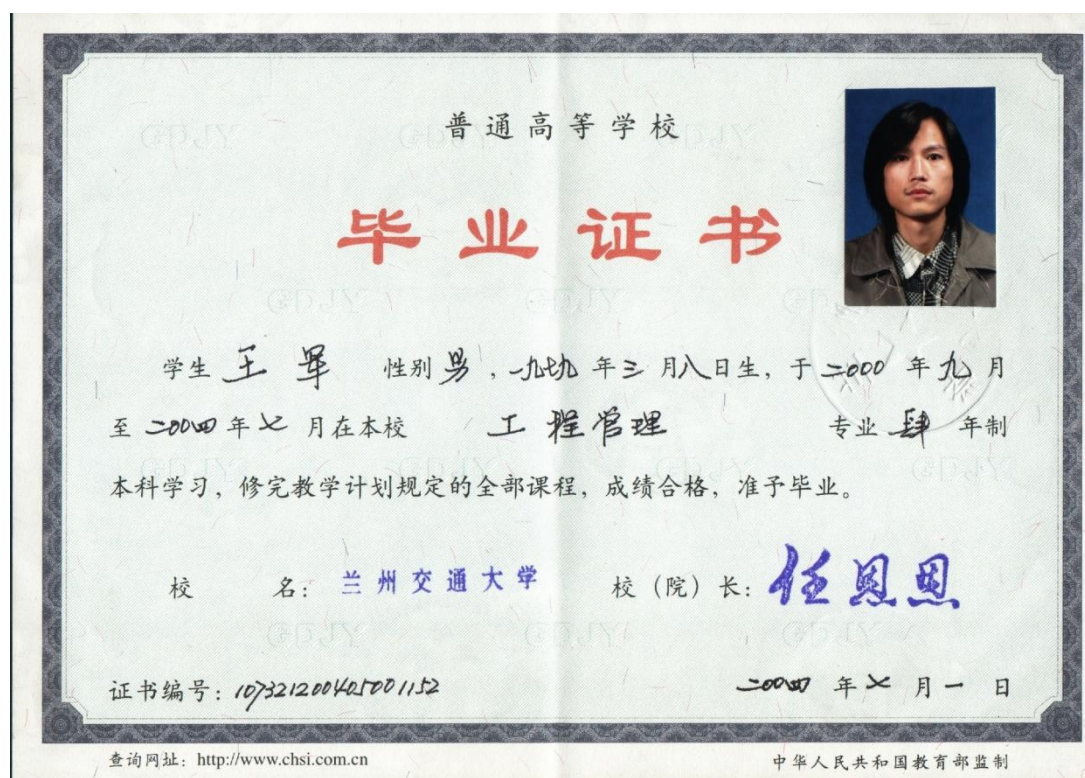 普通高等学校
毕业证书
学生 王军 性别 男，一九七九年三月八日生，于二000年九月
至二00四年七月在本校 工程管理 专业 肆 年制
本科学习，修完教学计划规定的全部课程，成绩合格，准予毕业。
校 名：兰州交通大学 校（院）长：任恩恩
证书编号：107321200405001152 二00四年七月一日
查询网址：http://www.chsi.com.cn 中华人民共和国教育部监制